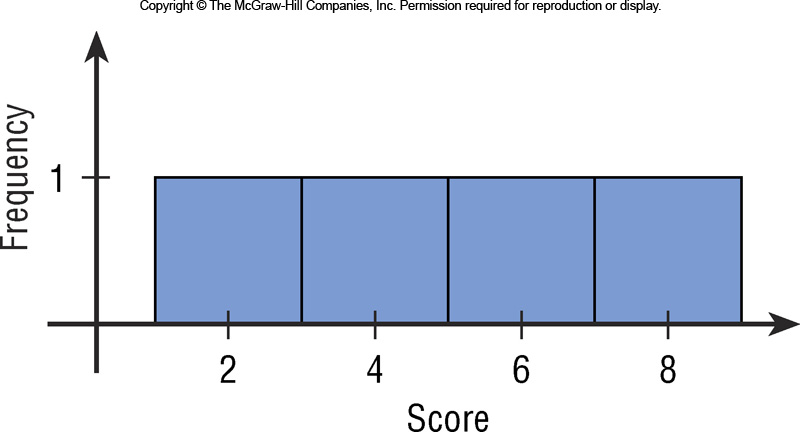 Copyright © The McGraw-Hill Companies, Inc. Permission required for reproduction or display.
Frequency
1
2 4 6 8
Score